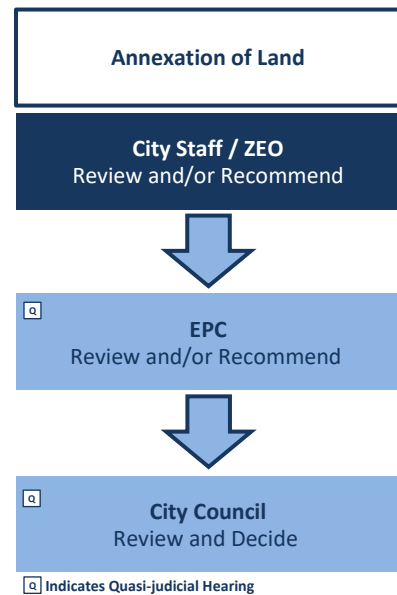 Annexation of Land
City Staff / ZEO
Review and/or Recommend
Q
EPC
Review and/or Recommend
Q
City Council
Review and Decide
Q Indicates Quasi-judicial Hearing